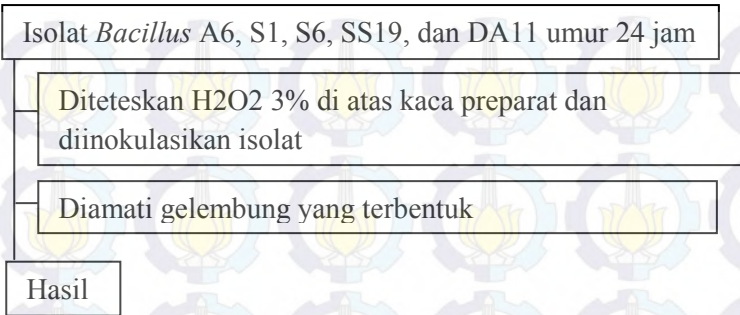 Isolat Bacillus A6, S1, S6, SS19, dan DA11 umur 24 jam
Diteteskan H2O2 3% di atas kaca preparat dan
diinokulasikan isolat
Diamati gelembung yang terbentuk
Hasil